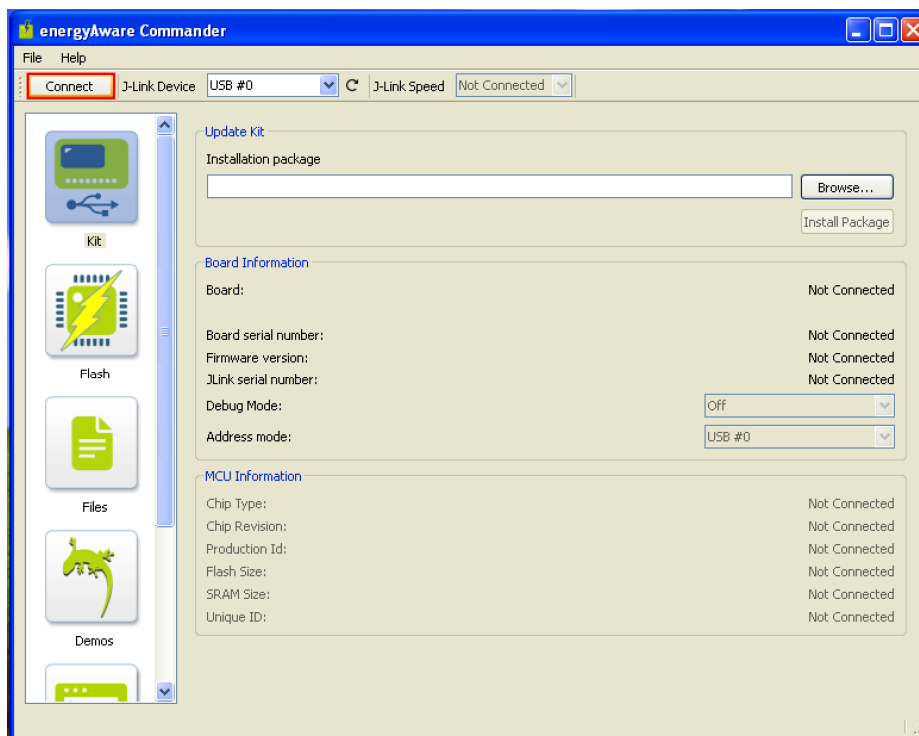 energyAware Commander
File Help
Connect J-Link Device USB #0 J-Link Speed Not Connected
Kit
Flash
Files
Demos
Update Kit
Installation package
Browse...
Install Package
Board Information
Board: Not Connected
Board serial number: Not Connected
Firmware version: Not Connected
JLink serial number: Not Connected
Debug Mode: Off
Address mode: USB #0
MCU Information
Chip Type: Not Connected
Chip Revision: Not Connected
Production Id: Not Connected
Flash Size: Not Connected
SRAM Size: Not Connected
Unique ID: Not Connected